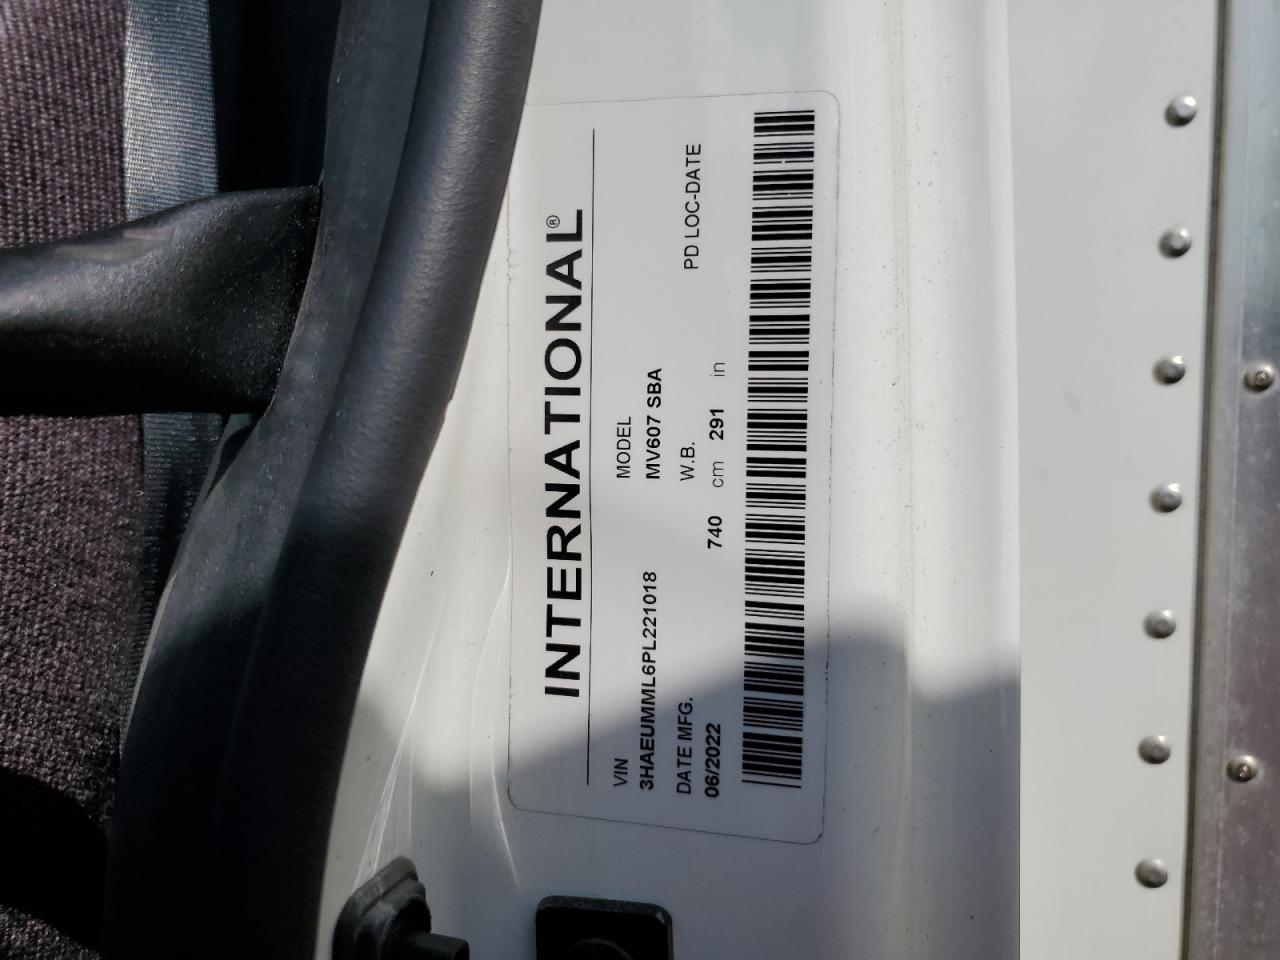 INTERNATIONAL®
VIN MODEL
3HAEUMML6PL221018 MV607 SBA
DATE MFG. W.B. PD LOC-DATE
06/2022 740 cm 291 in